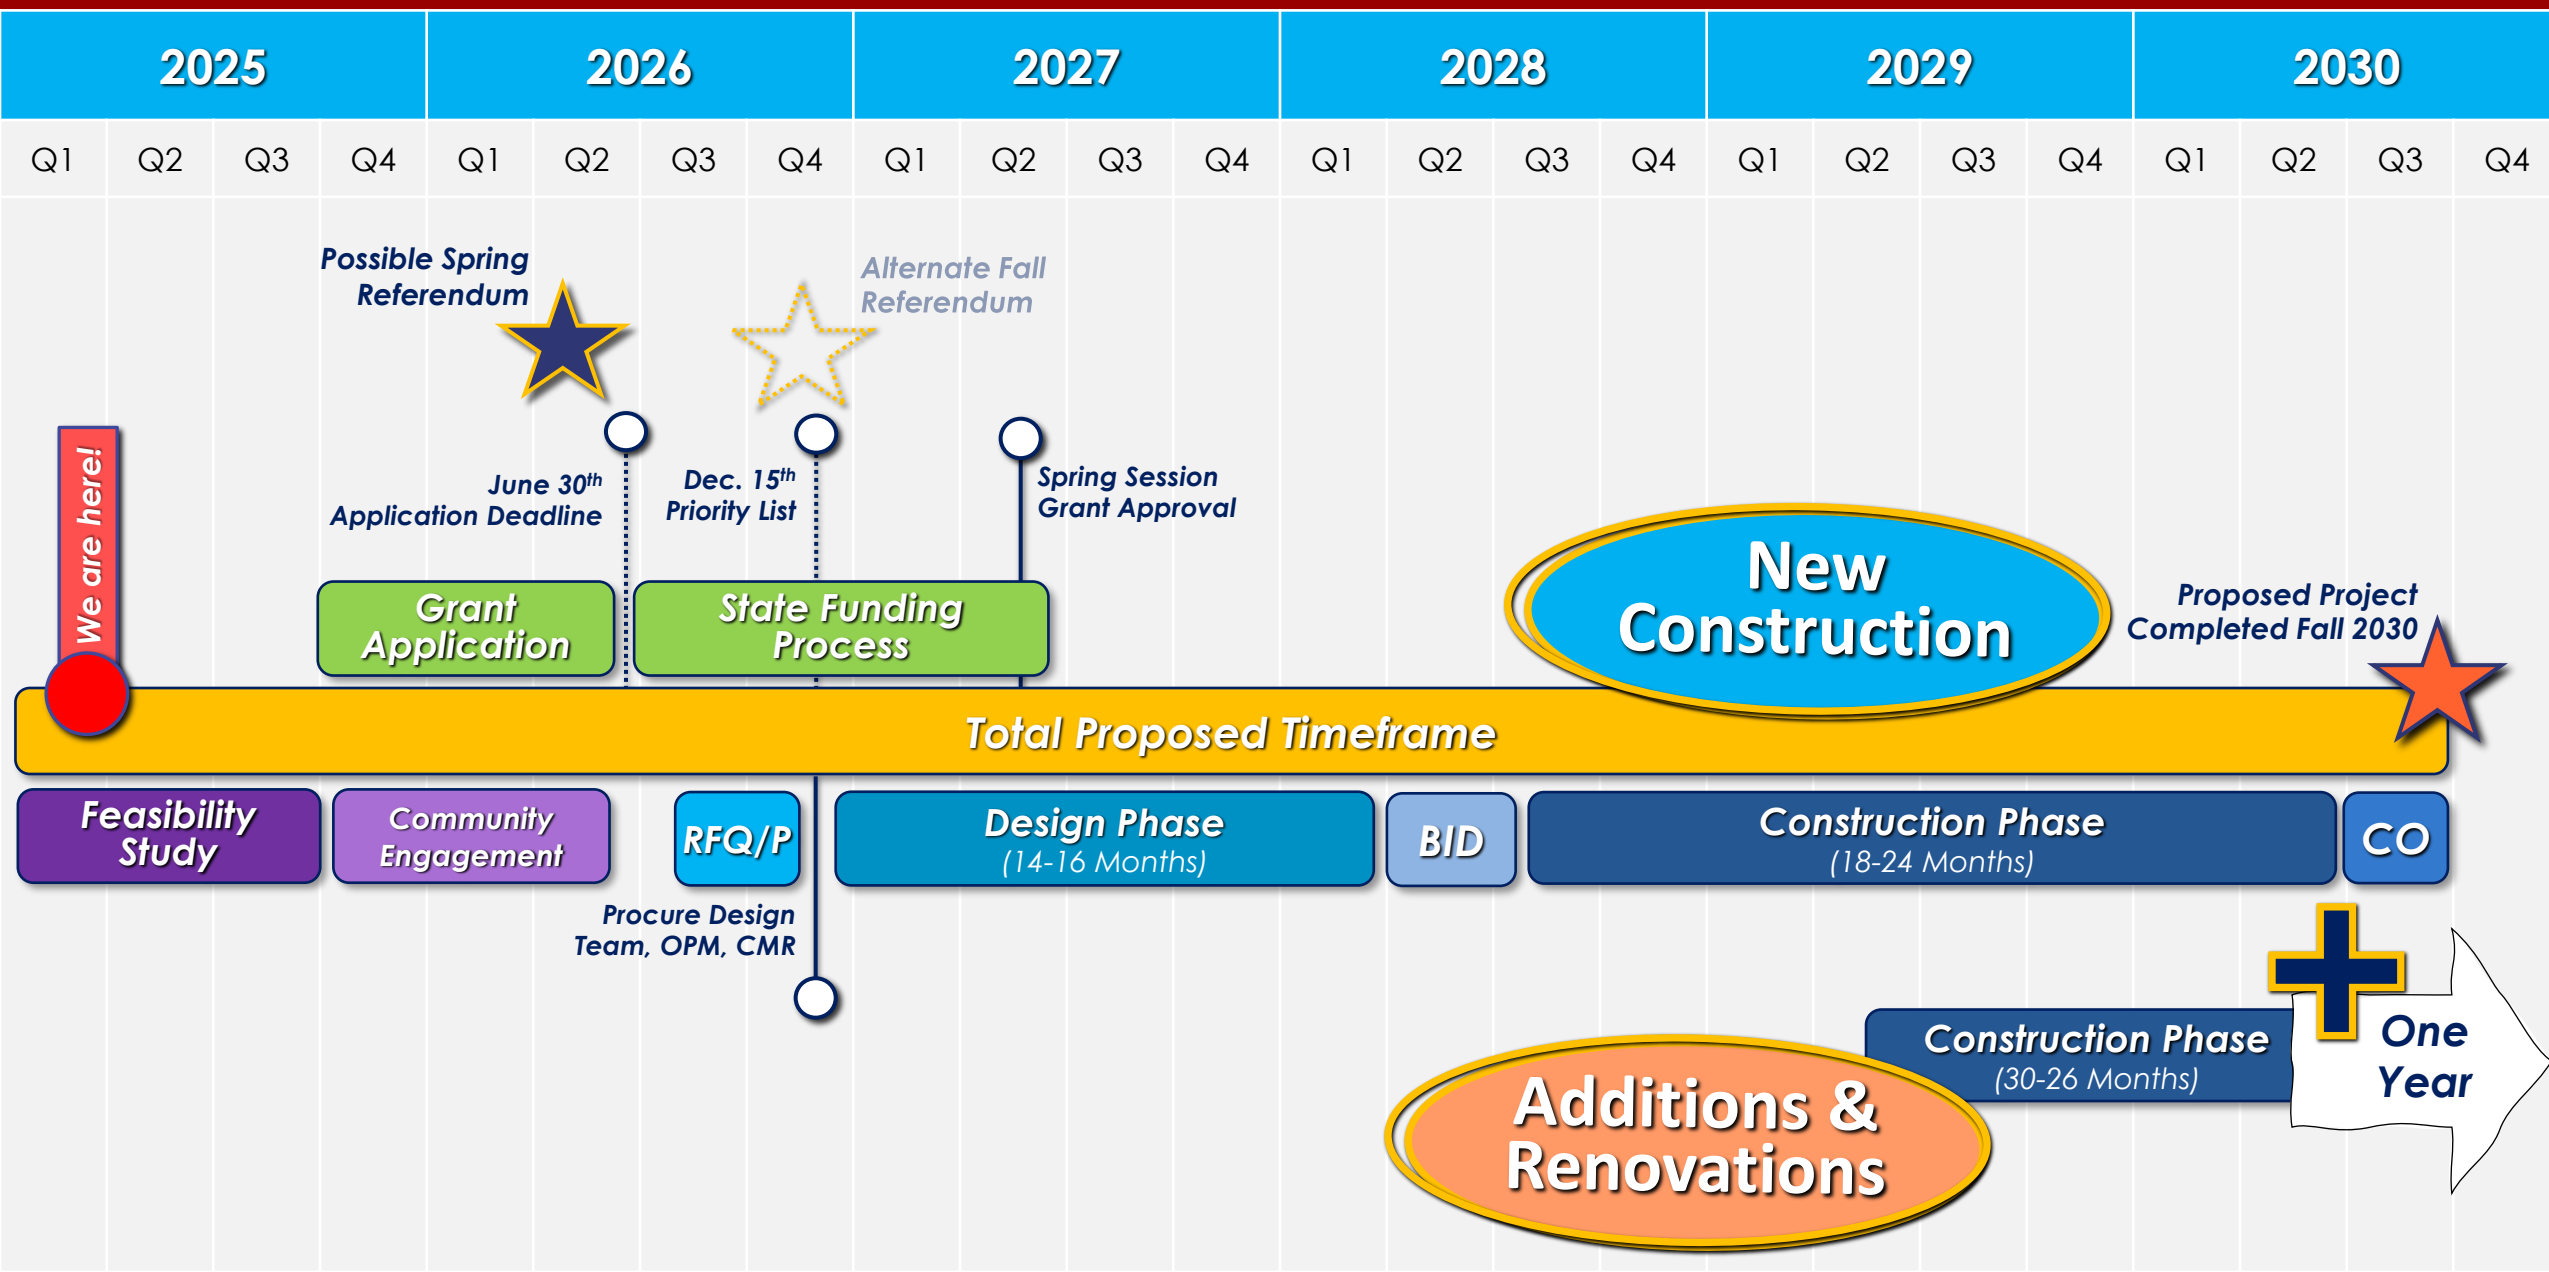 2025 2026 2027 2028 2029 2030
Q1 Q2 Q3 Q4 Q1 Q2 Q3 Q4 Q1 Q2 Q3 Q4 Q1 Q2 Q3 Q4 Q1 Q2 Q3 Q4 Q1 Q2 Q3 Q4
Possible Spring
Referendum
Alternate Fall
Referendum
We are here!
June 30th
Application Deadline
Dec. 15th
Priority List
Spring Session
Grant Approval
Grant
Application
State Funding
Process
New
Construction
Proposed Project
Completed Fall 2030
Total Proposed Timeframe
Feasibility
Study
Community
Engagement
RFQ/P
Design Phase
(14-16 Months)
BID
Construction Phase
(18-24 Months)
CO
Procure Design
Team, OPM, CMR
Additions &
Renovations
Construction Phase
(30-26 Months)
One
Year